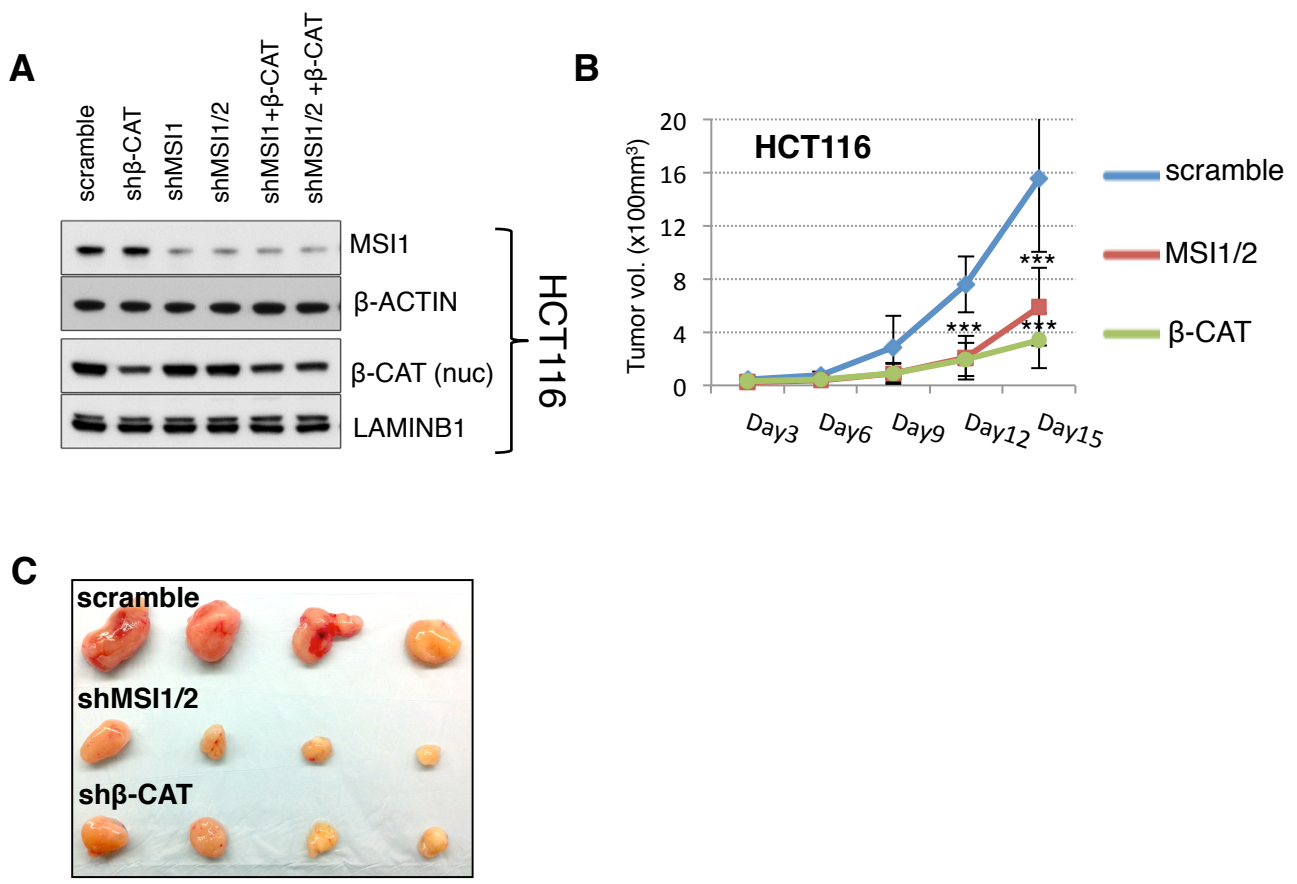 A
scramble
shβ-CAT
shMSI1
shMSI1/2
shMSI1+β-CAT
shMSI1/2 +β-CAT
MSI1
β-ACTIN
β-CAT (nuc)
LAMINB1
HCT116
B
HCT116
Tumor vol. (x100mm³)
20
16
12
8
4
0
***
***
***
Day3
Day6
Day9
Day12
Day15
scramble
MSI1/2
β-CAT
C
scramble
shMSI1/2
shβ-CAT